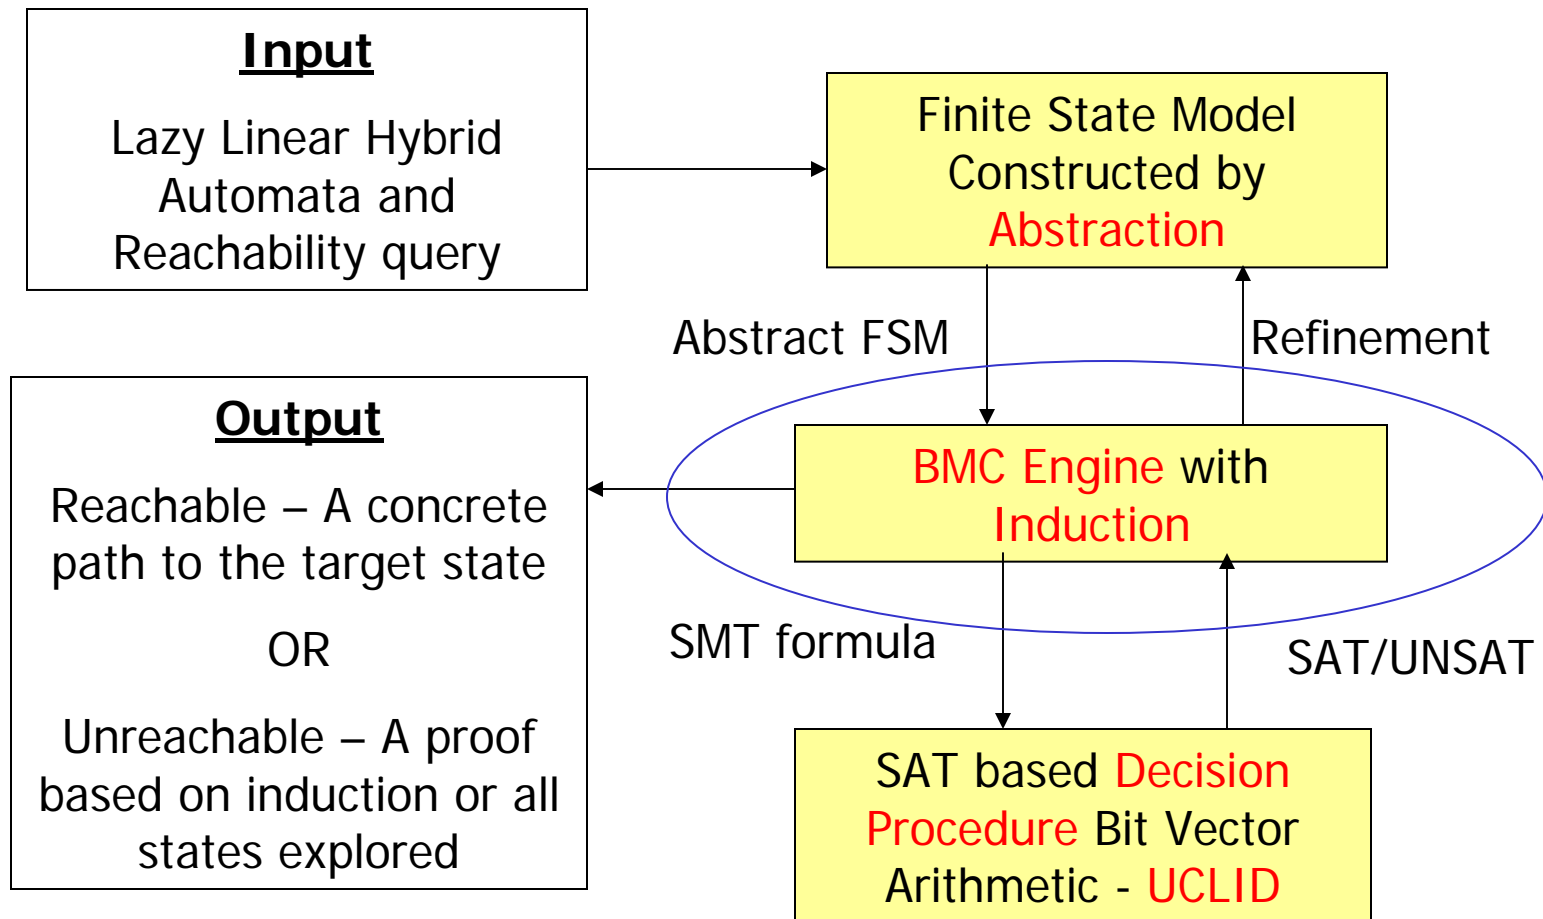 Input
Lazy Linear Hybrid
Automata and
Reachability query
Finite State Model
Constructed by
Abstraction
Abstract FSM
Refinement
Output
Reachable – A concrete
path to the target state
OR
Unreachable – A proof
based on induction or all
states explored
BMC Engine with
Induction
SMT formula
SAT/UNSAT
SAT based Decision
Procedure Bit Vector
Arithmetic - UCLID